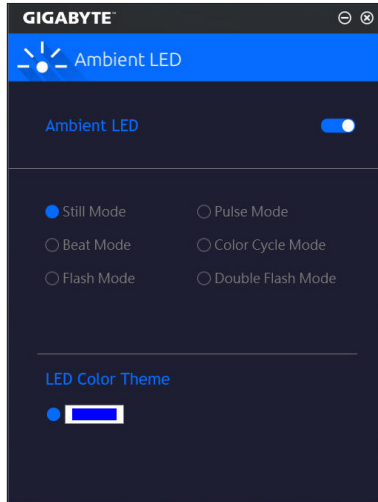 GIGABYTE™
Ambient LED
Ambient LED
Still Mode
Pulse Mode
Beat Mode
Color Cycle Mode
Flash Mode
Double Flash Mode
LED Color Theme